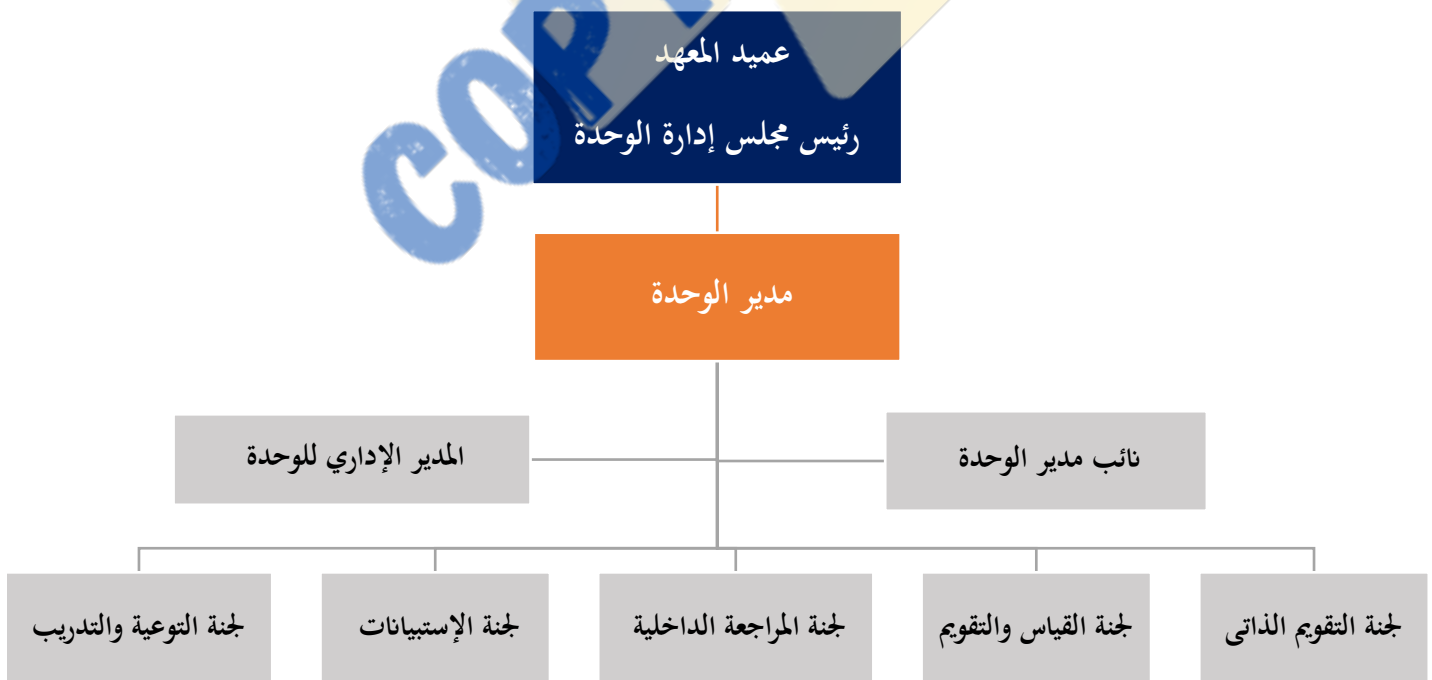 عميد المعهد
رئيس مجلس إدارة الوحدة
مدير الوحدة
نائب مدير الوحدة
المدير الإداري للوحدة
لجنة التقويم الذاتى
لجنة القياس والتقويم
لجنة المراجعة الداخلية
لجنة الإستبيانات
لجنة التوعية والتدريب